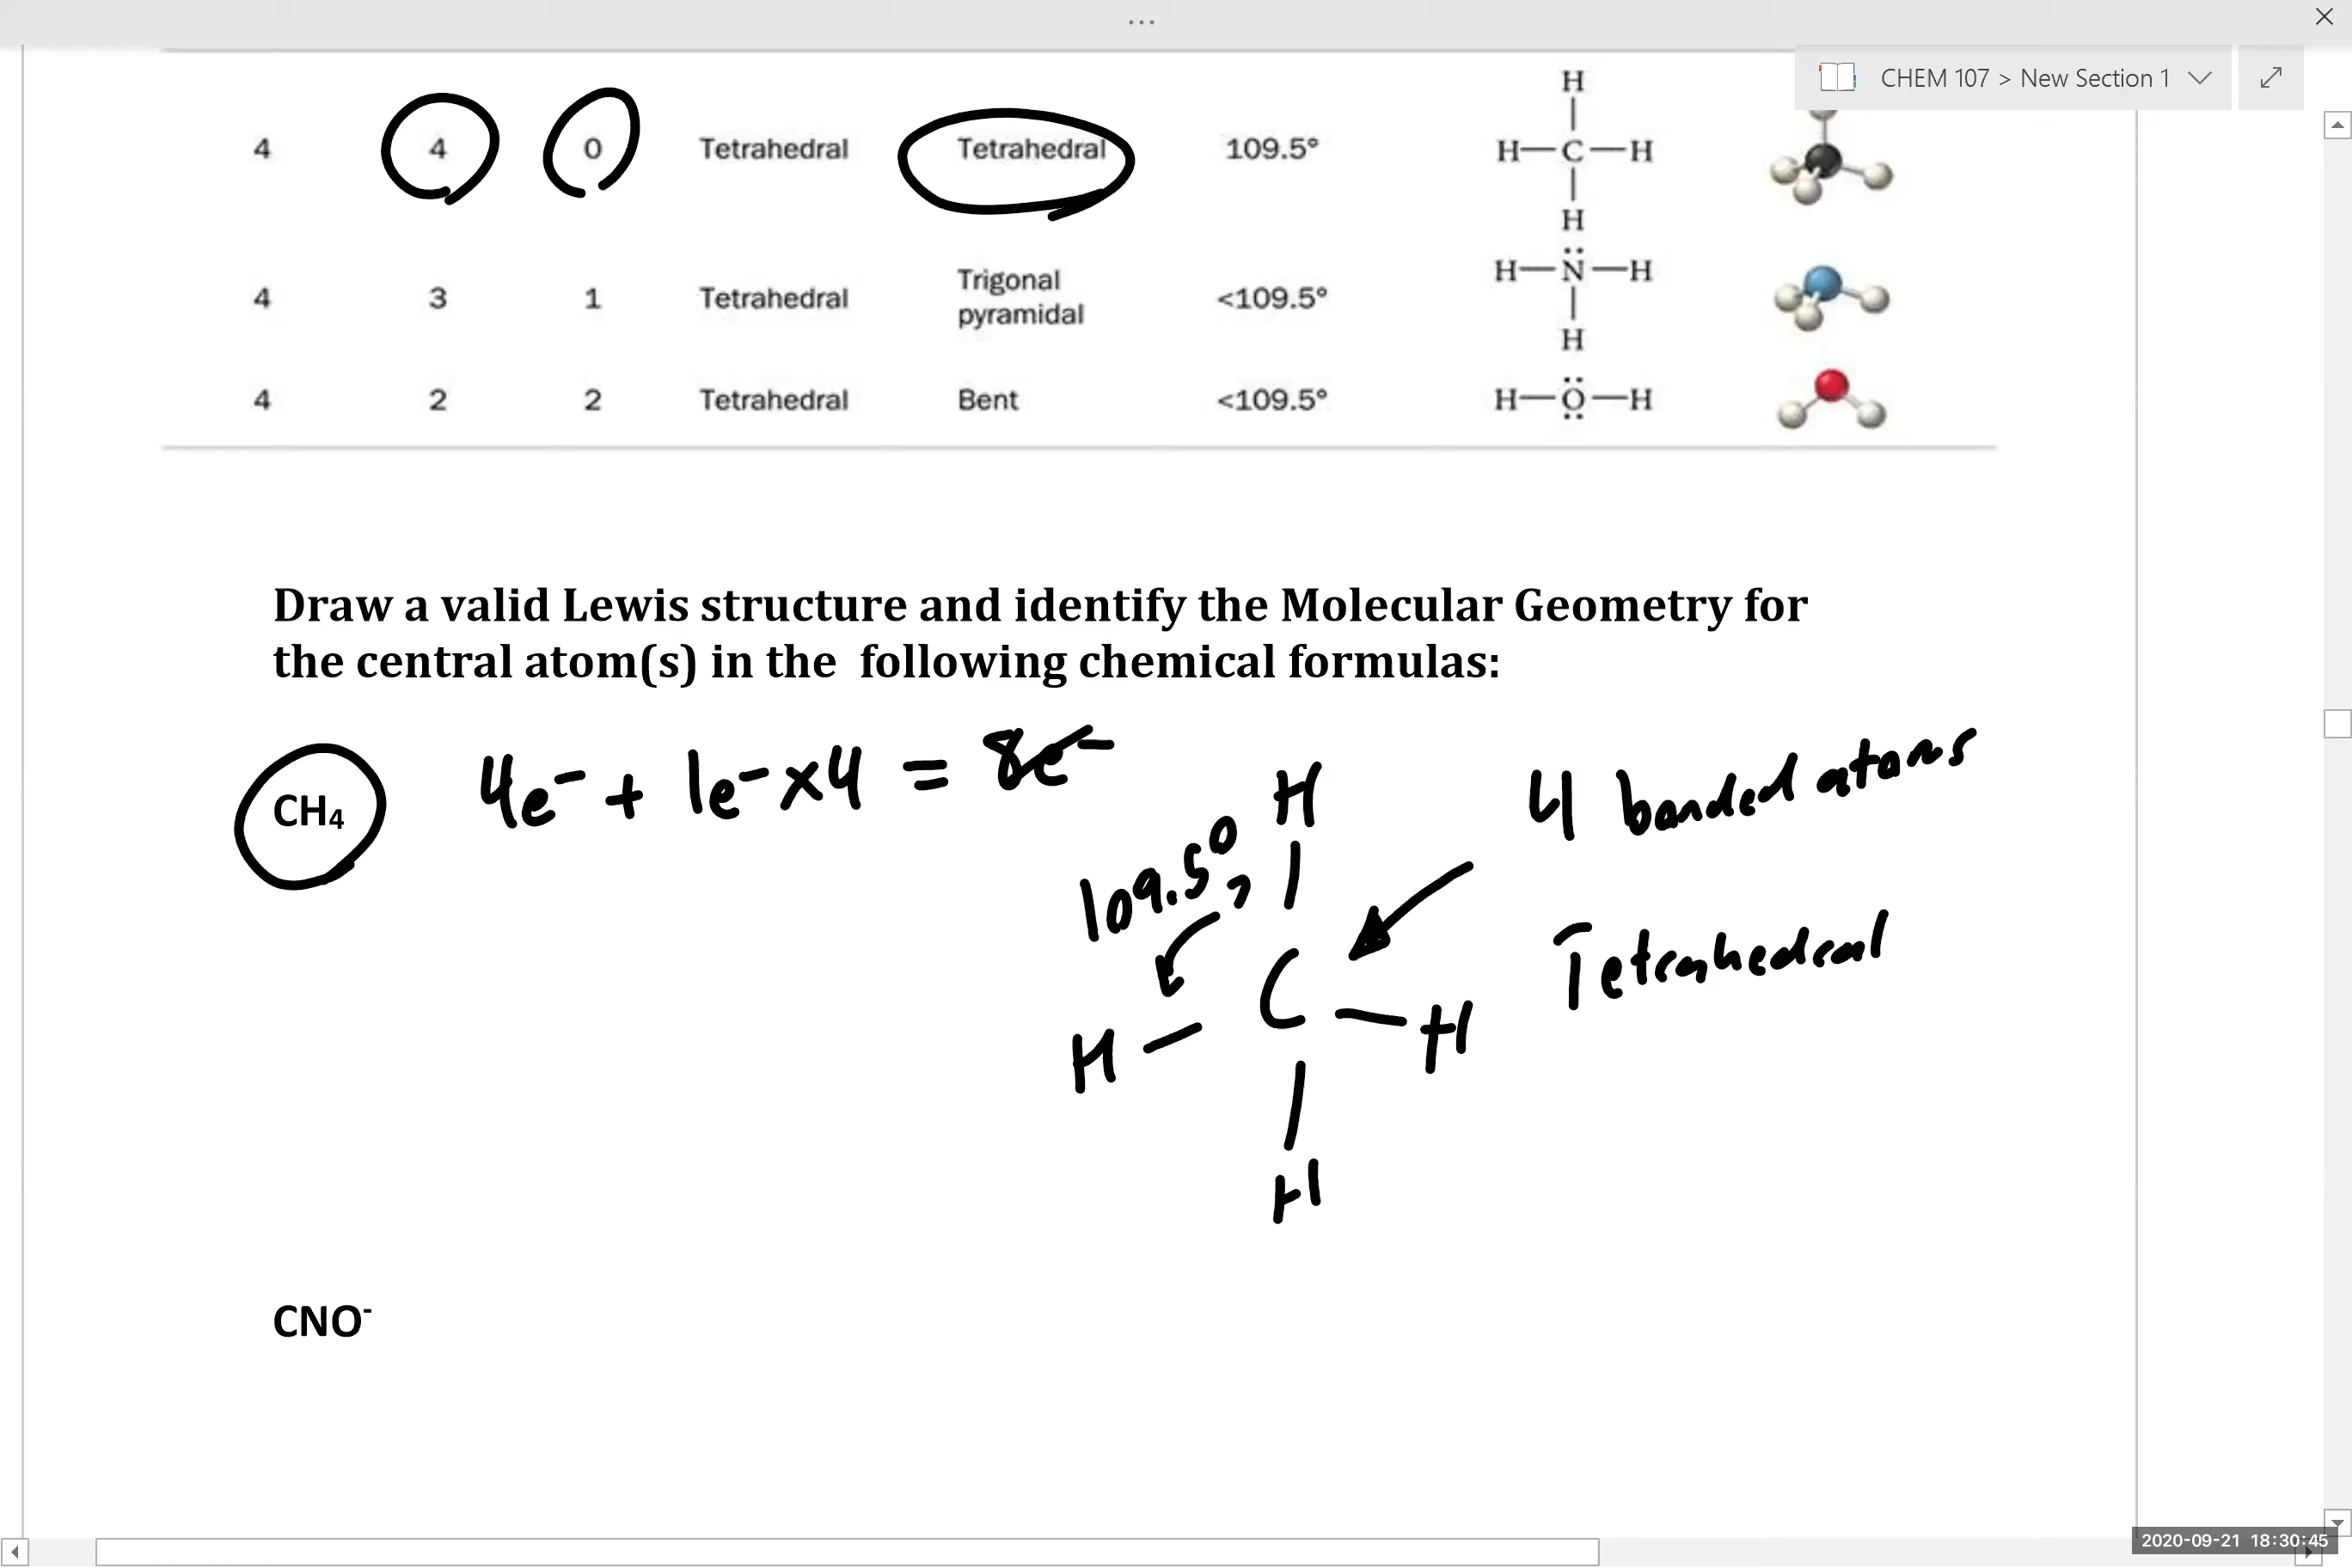 ...
CHEM 107 > New Section 1
4 4 0 Tetrahedral Tetrahedral 109.5°
H
H—C—H
H
4 3 1 Tetrahedral Trigonal pyramidal <109.5°
H—N—H
H
4 2 2 Tetrahedral Bent <109.5°
H—O—H
Draw a valid Lewis structure and identify the Molecular Geometry for
the central atom(s) in the  following chemical formulas:
CH₄ 4e⁻ + 1e⁻ x4 = 8e⁻
4 bonded atoms
Tetrahedral
109.5°
H
H — C — H
H
CNO⁻
2020-09-21 18:30:45